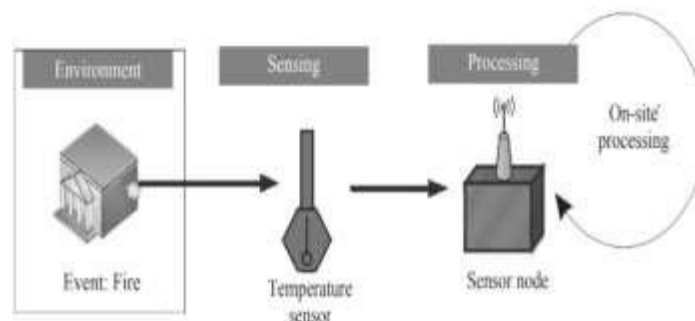 Environment
Sensing
Processing
On-site'
processing
Event: Fire
Temperature
sensor
Sensor node